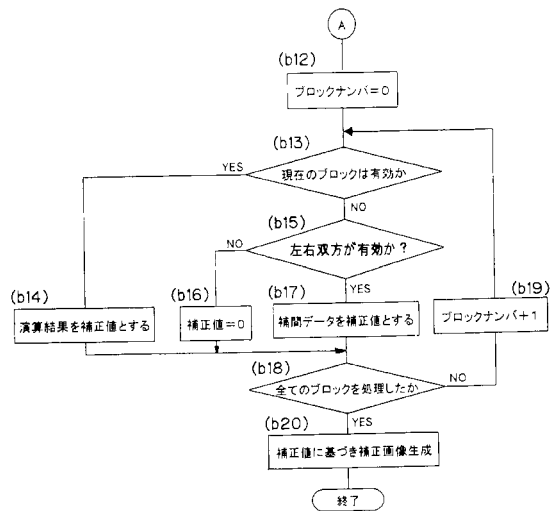 A
(b12)
ブロックナンバ=0
(b13)
YES
現在のブロックは有効か
NO
(b15)
NO
左右双方が有効か?
(b19)
(b14)
(b16)
(b17)
YES
演算結果を補正値とする
補正値=0
補間データを補正値とする
ブロックナンバ+1
(b18)
全てのブロックを処理したか
NO
(b20)
YES
補正値に基づき補正画像生成
終了